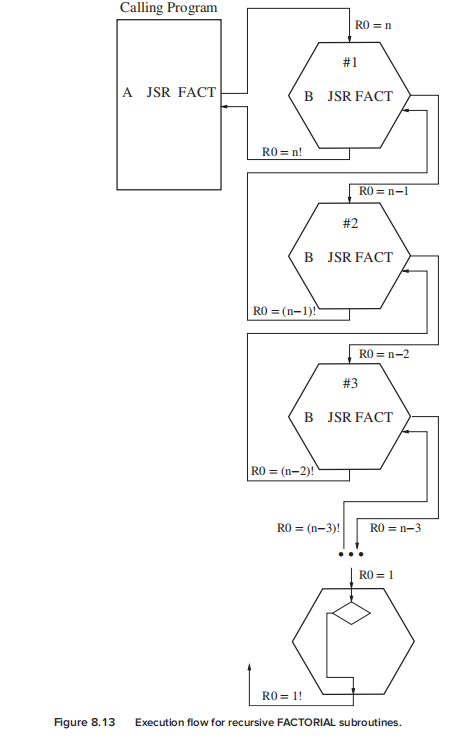 Calling Program
R0 = n
#1
A JSR FACT
B JSR FACT
R0 = n!
R0 = n−1
#2
B JSR FACT
R0 = (n−1)!
R0 = n−2
#3
B JSR FACT
R0 = (n−2)!
R0 = (n−3)!
R0 = n−3
R0 = 1
R0 = 1!
Figure 8.13 Execution flow for recursive FACTORIAL subroutines.